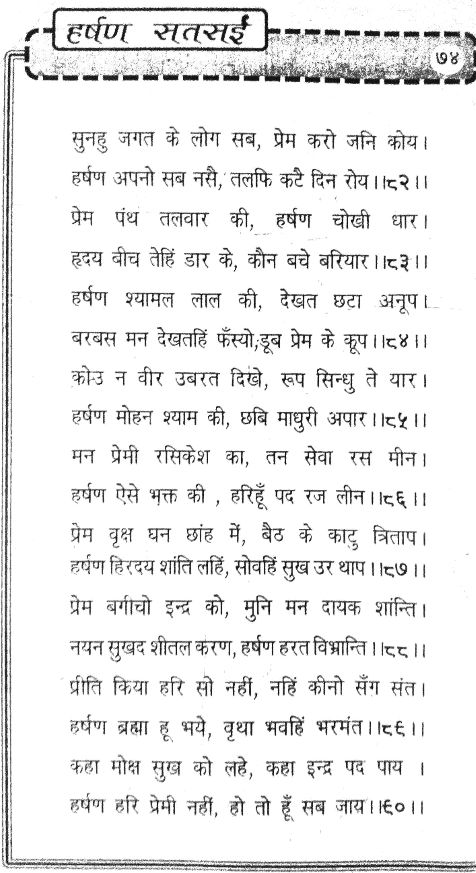 हर्षण सतसई
७४
सुनहु जगत के लोग सब, प्रेम करो जनि कोय।
हर्षण अपनो सब नसै, तलफि कटै दिन रोय।।८२।।
प्रेम पंथ तलवार की, हर्षण चोखी धार।
हृदय बीच तेहिं डार के, कौन बचे बरियार।।८३।।
हर्षण श्यामल लाल की, देखत छटा अनूप।
बरबस मन देखतहिं फँस्यो,डूब प्रेम के कूप।।८४।।
कोउ न वीर उबरत दिखे, रूप सिन्धु ते यार।
हर्षण मोहन श्याम की, छबि माधुरी अपार।।८५।।
मन प्रेमी रसिकेश का, तन सेवा रस मीन।
हर्षण ऐसे भक्त की , हरिहूँ पद रज लीन।।८६।।
प्रेम वृक्ष घन छांह में, बैठ के काटु त्रिताप।
हर्षण हिरदय शांति लहिं, सोवहिं सुख उर थाप।।८७।।
प्रेम बगीचो इन्द्र को, मुनि मन दायक शांन्ति।
नयन सुखद शीतल करण, हर्षण हरत विभ्रान्ति।।८८।।
प्रीति किया हरि सो नहीं, नहिं कीनो सँग संत।
हर्षण ब्रह्मा हू भये, वृथा भवहिं भरमंत।।८९।।
कहा मोक्ष सुख को लहे, कहा इन्द्र पद पाय ।
हर्षण हरि प्रेमी नहीं, हो तो हूँ सब जाय।।९०।।